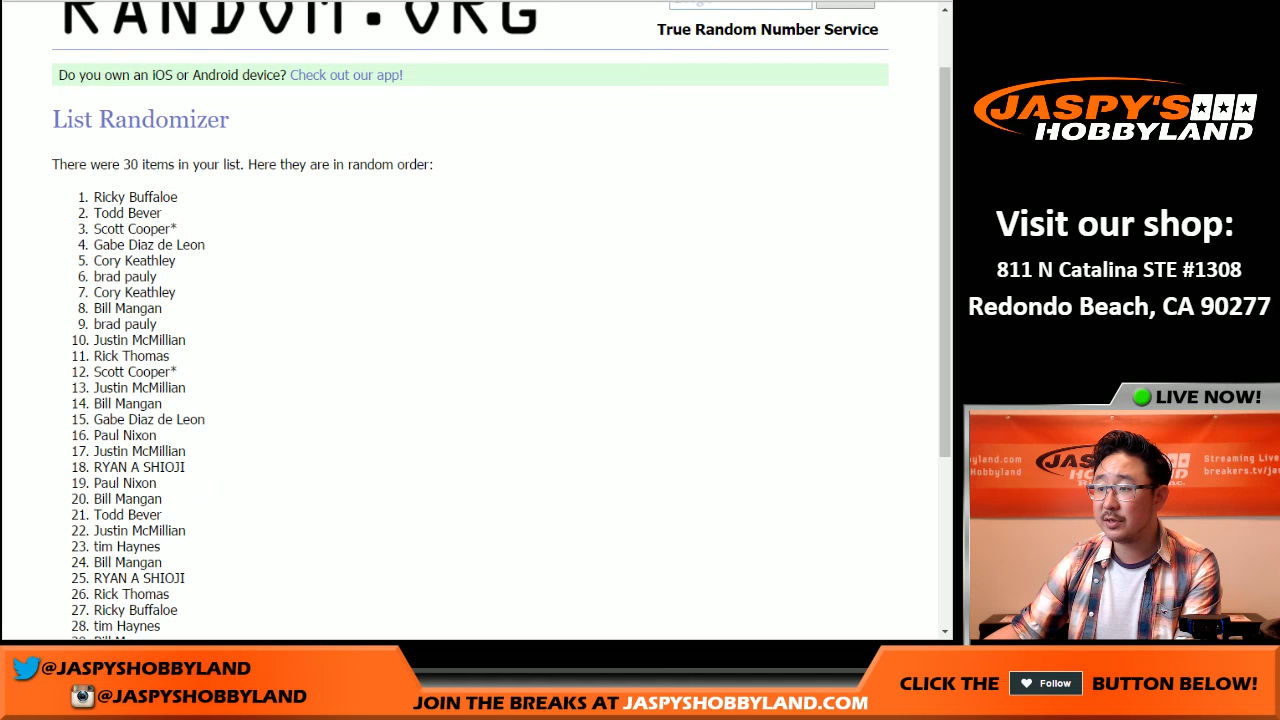 RANDOM.ORG
True Random Number Service
Do you own an iOS or Android device? Check out our app!
List Randomizer
There were 30 items in your list. Here they are in random order:
1. Ricky Buffaloe
2. Todd Bever
3. Scott Cooper*
4. Gabe Diaz de Leon
5. Cory Keathley
6. brad pauly
7. Cory Keathley
8. Bill Mangan
9. brad pauly
10. Justin McMillian
11. Rick Thomas
12. Scott Cooper*
13. Justin McMillian
14. Bill Mangan
15. Gabe Diaz de Leon
16. Paul Nixon
17. Justin McMillian
18. RYAN A SHIOJI
19. Paul Nixon
20. Bill Mangan
21. Todd Bever
22. Justin McMillian
23. tim Haynes
24. Bill Mangan
25. RYAN A SHIOJI
26. Rick Thomas
27. Ricky Buffaloe
28. tim Haynes
JASPY'S
HOBBYLAND
Visit our shop:
811 N Catalina STE #1308
Redondo Beach, CA 90277
LIVE NOW!
Streaming Live
breakers.tv/ja
@JASPYSHOBBYLAND
@JASPYSHOBBYLAND
JOIN THE BREAKS AT JASPYSHOBBYLAND.COM
CLICK THE Follow BUTTON BELOW!